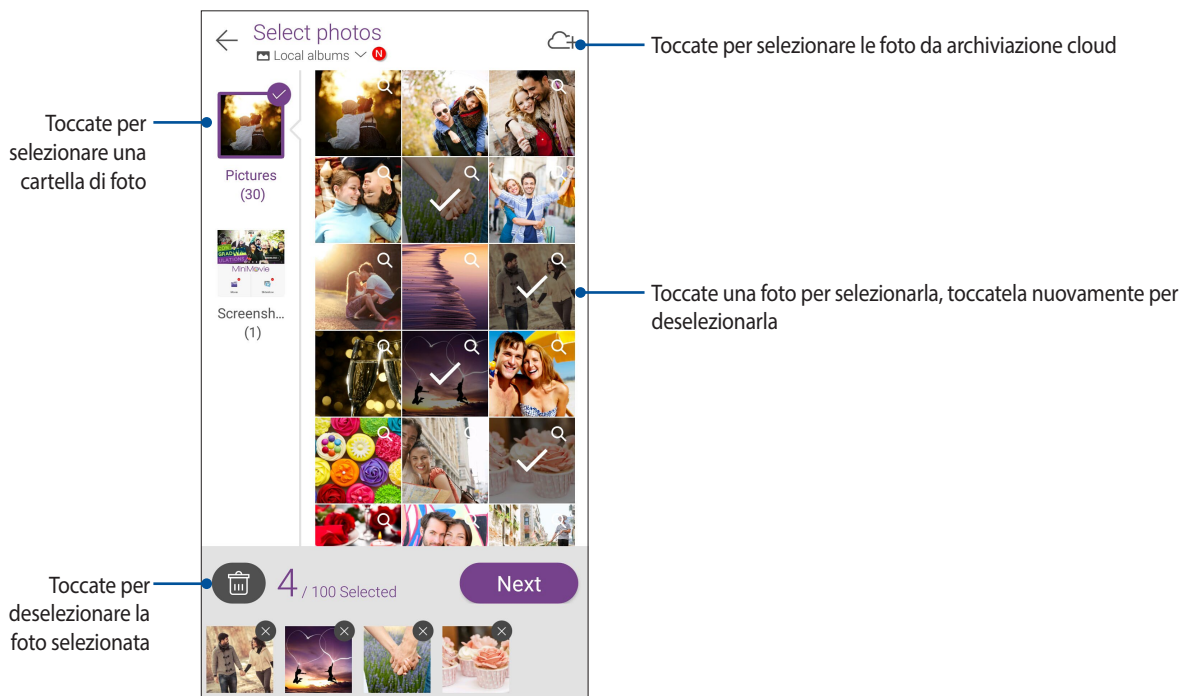 Select photos
Local albums
N
Toccate per selezionare le foto da archiviazione cloud
Toccate per
selezionare una
cartella di foto
Pictures
(30)
MiniMovie
Screensh...
(1)
Toccate una foto per selezionarla, toccatela nuovamente per
deselezionarla
Toccate per
deselezionare la
foto selezionata
4 / 100 Selected
Next